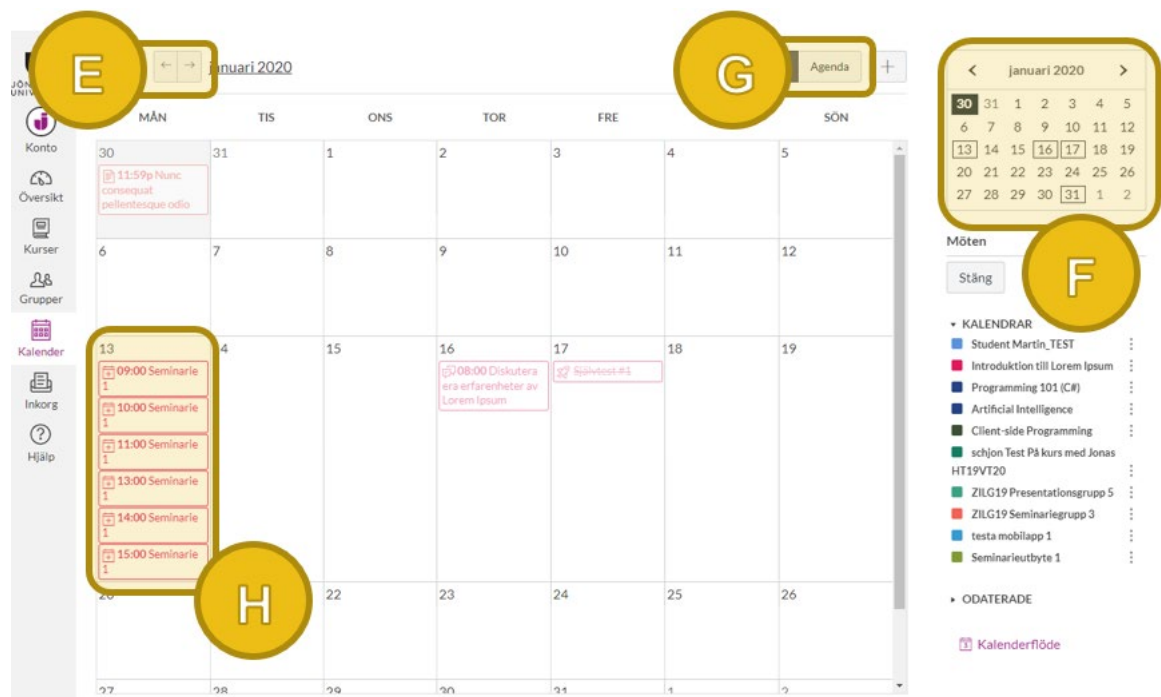 E
januari 2020
G
Agenda
JÖN
UNIV
Konto
Översikt
Kurser
Grupper
Kalender
Inkorg
Hjälp
MÅN TIS ONS TOR FRE SÖN
30 31 1 2 3 4 5
11:59p Nunc
consequat
pellentesque odio
6 7 8 9 10 11 12
13 4 15 16 17 18 19
09:00 Seminarie
1
10:00 Seminarie
1
11:00 Seminarie
1
13:00 Seminarie
1
14:00 Seminarie
1
15:00 Seminarie
1
08:00 Diskutera
era erfarenheter av
Lorem Ipsum
Självtest #1
H
20 22 23 24 25 26
27 28 29 30 31 1 2
januari 2020
30 31 1 2 3 4 5
6 7 8 9 10 11 12
13 14 15 16 17 18 19
20 21 22 23 24 25 26
27 28 29 30 31 1 2
F
Möten
Stäng
KALENDRAR
Student Martin_TEST
Introduktion till Lorem Ipsum
Programming 101 (C#)
Artificial Intelligence
Client-side Programming
schjon Test På kurs med Jonas
HT19VT20
ZILG19 Presentationsgrupp 5
ZILG19 Seminariegrupp 3
testa mobilapp 1
Seminarieutbyte 1
ODATERADE
Kalenderflöde